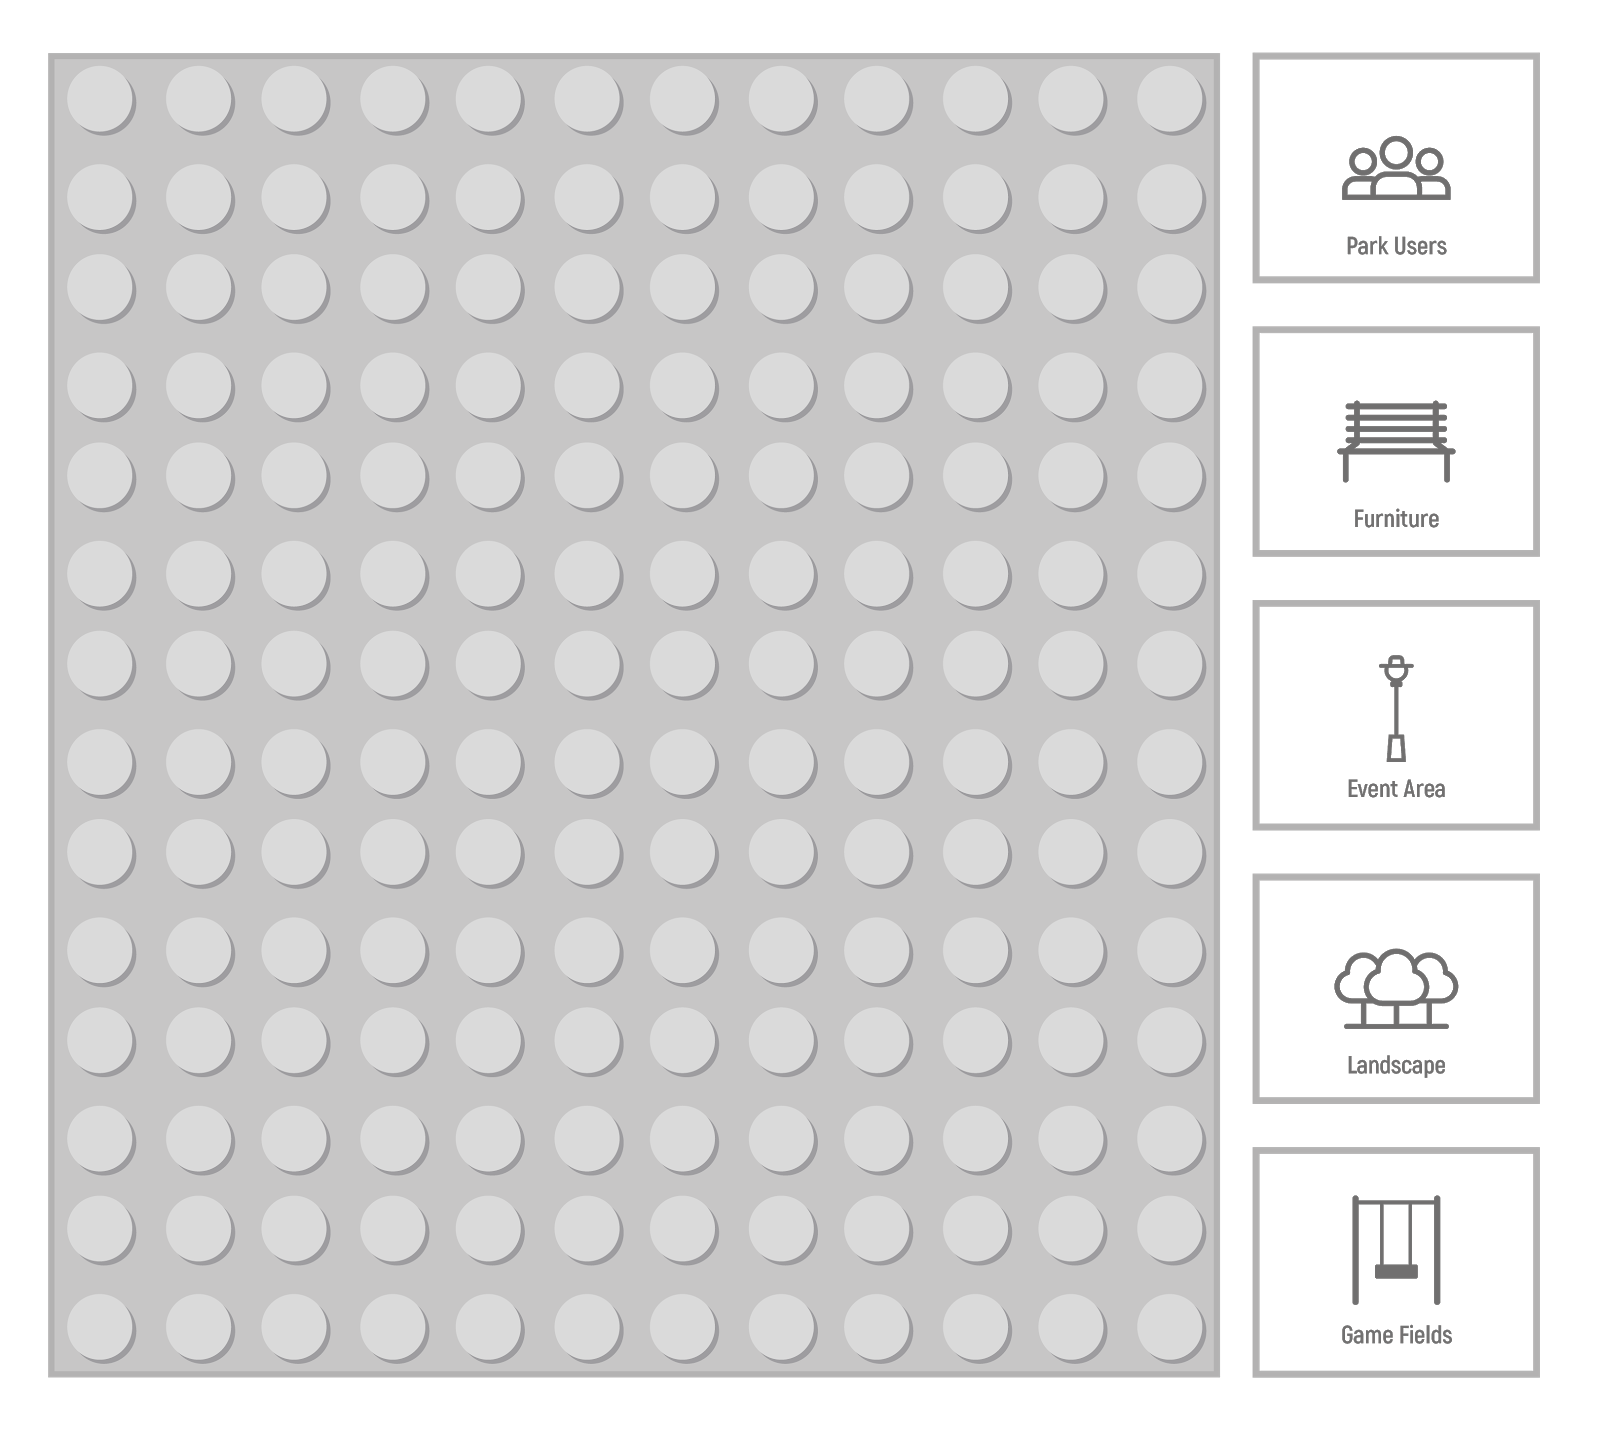 Park Users
Furniture
Event Area
Landscape
Game Fields